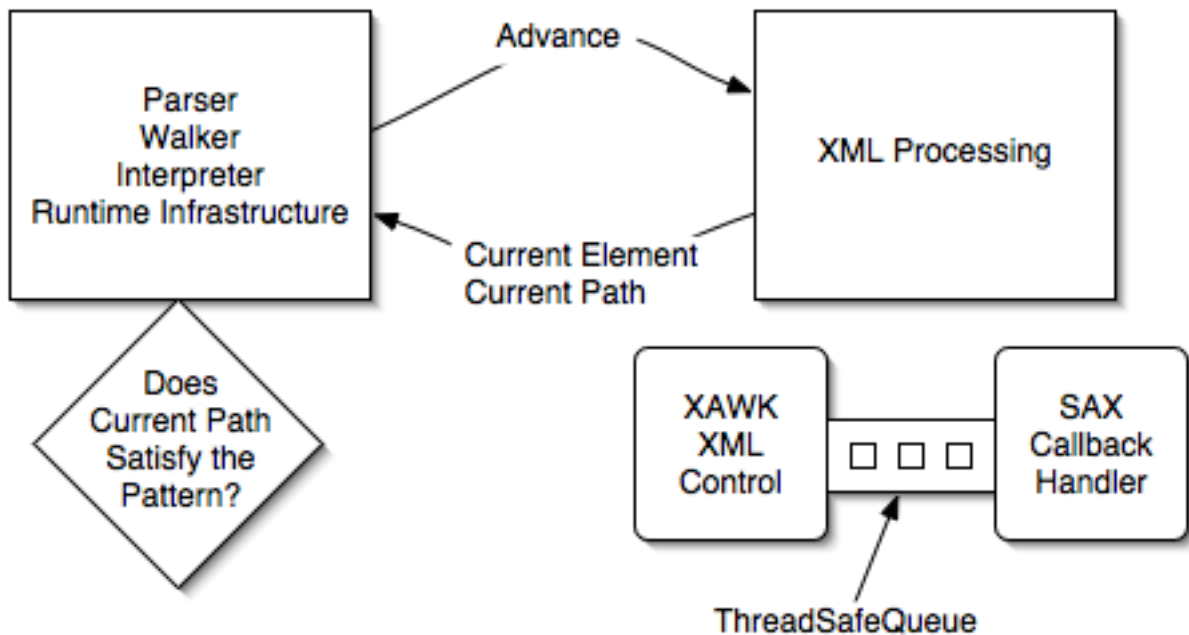 Parser
Walker
Interpreter
Runtime Infrastructure
Advance
XML Processing
Current Element
Current Path
Does
Current Path
Satisfy the
Pattern?
XAWK
XML
Control
SAX
Callback
Handler
ThreadSafeQueue